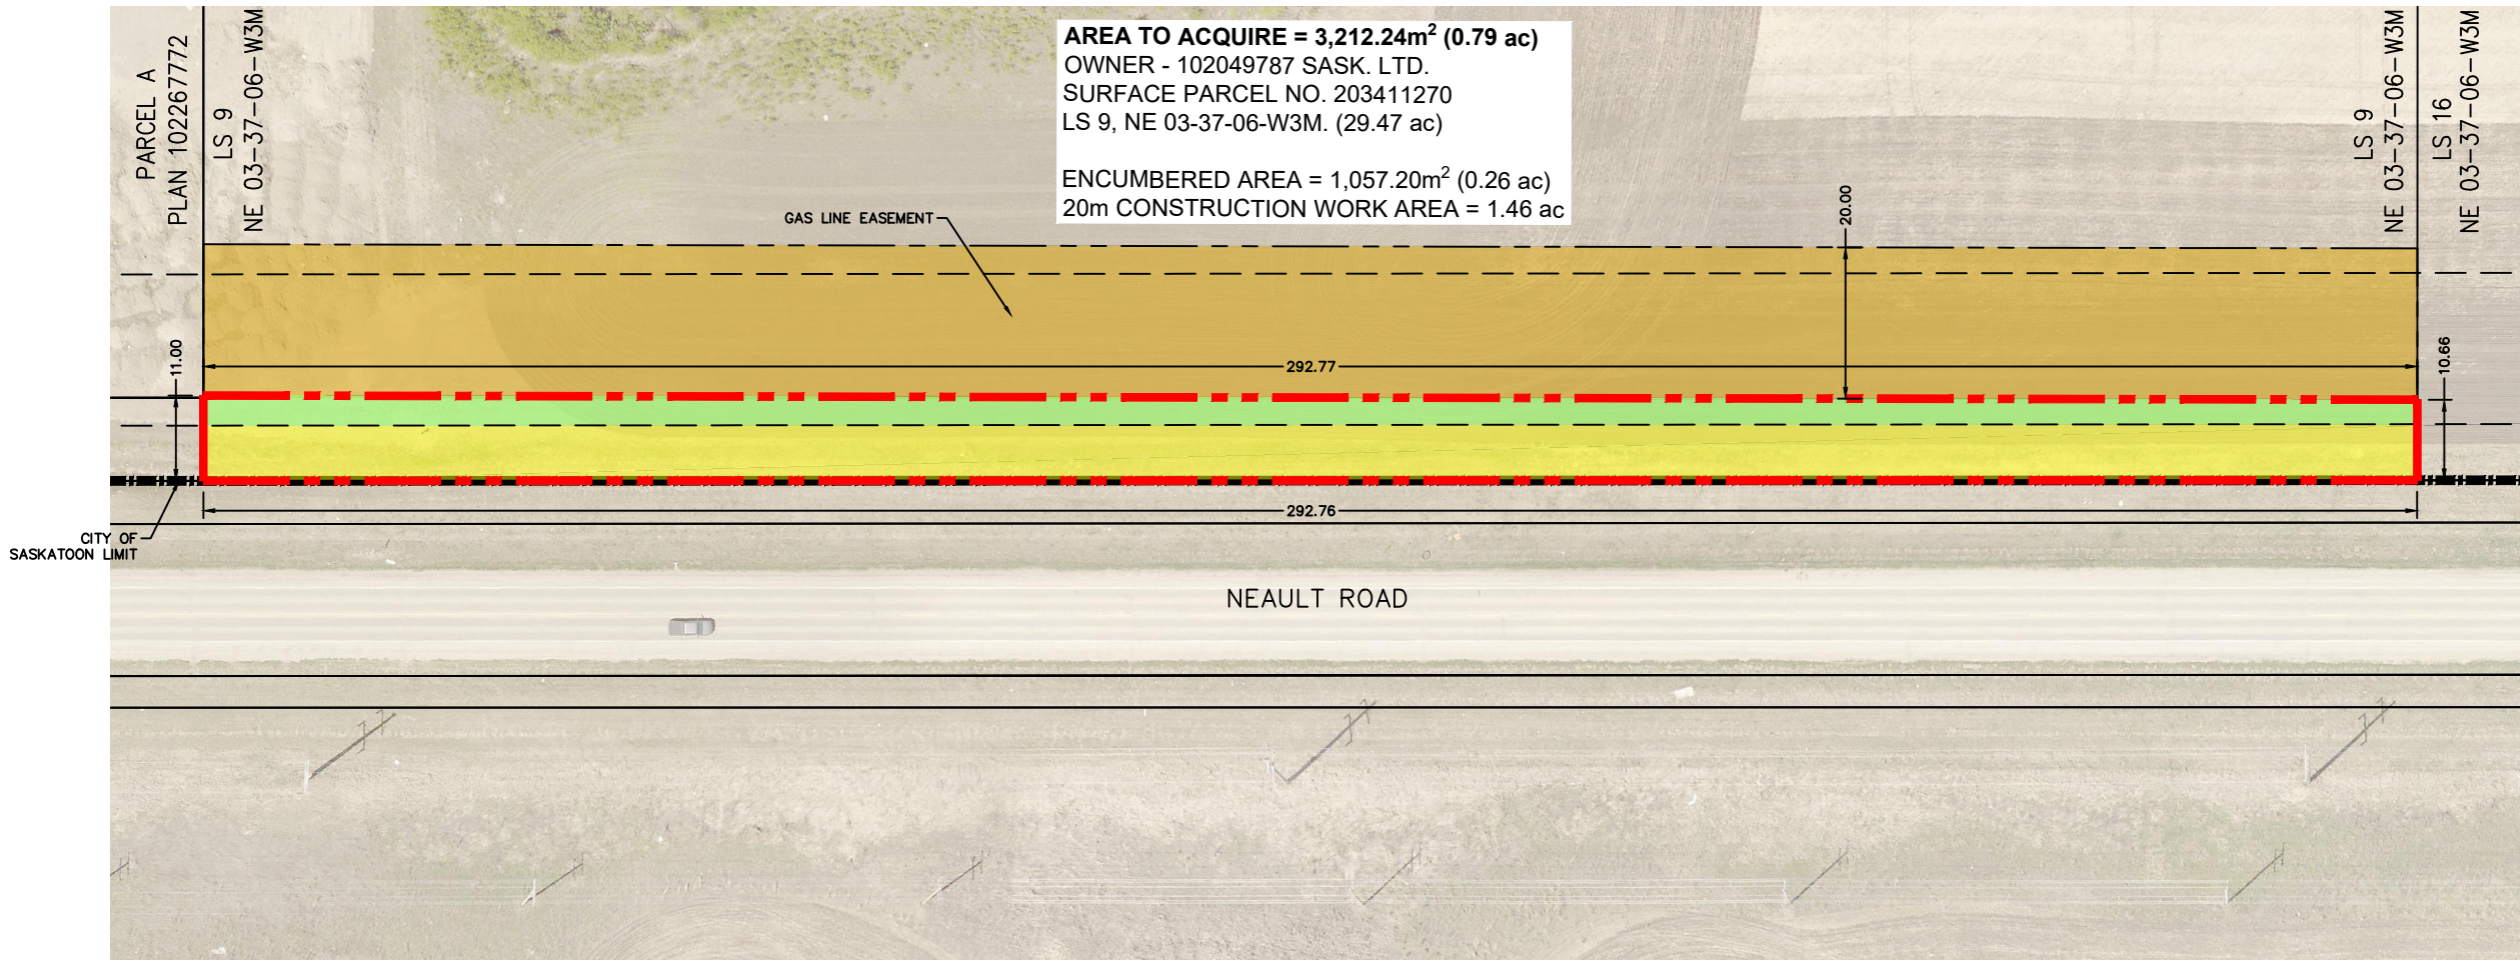 PARCEL A
PLAN 102267772
LS 9
NE 03-37-06-W3M
AREA TO ACQUIRE = 3,212.24m² (0.79 ac)
OWNER - 102049787 SASK. LTD.
SURFACE PARCEL NO. 203411270
LS 9, NE 03-37-06-W3M. (29.47 ac)
ENCUMBERED AREA = 1,057.20m² (0.26 ac)
20m CONSTRUCTION WORK AREA = 1.46 ac
LS 9
NE 03-37-06-W3M
LS 16
NE 03-37-06-W3M
GAS LINE EASEMENT
20.00
11.00
292.77
10.66
292.76
CITY OF
SASKATOON LIMIT
NEAULT ROAD